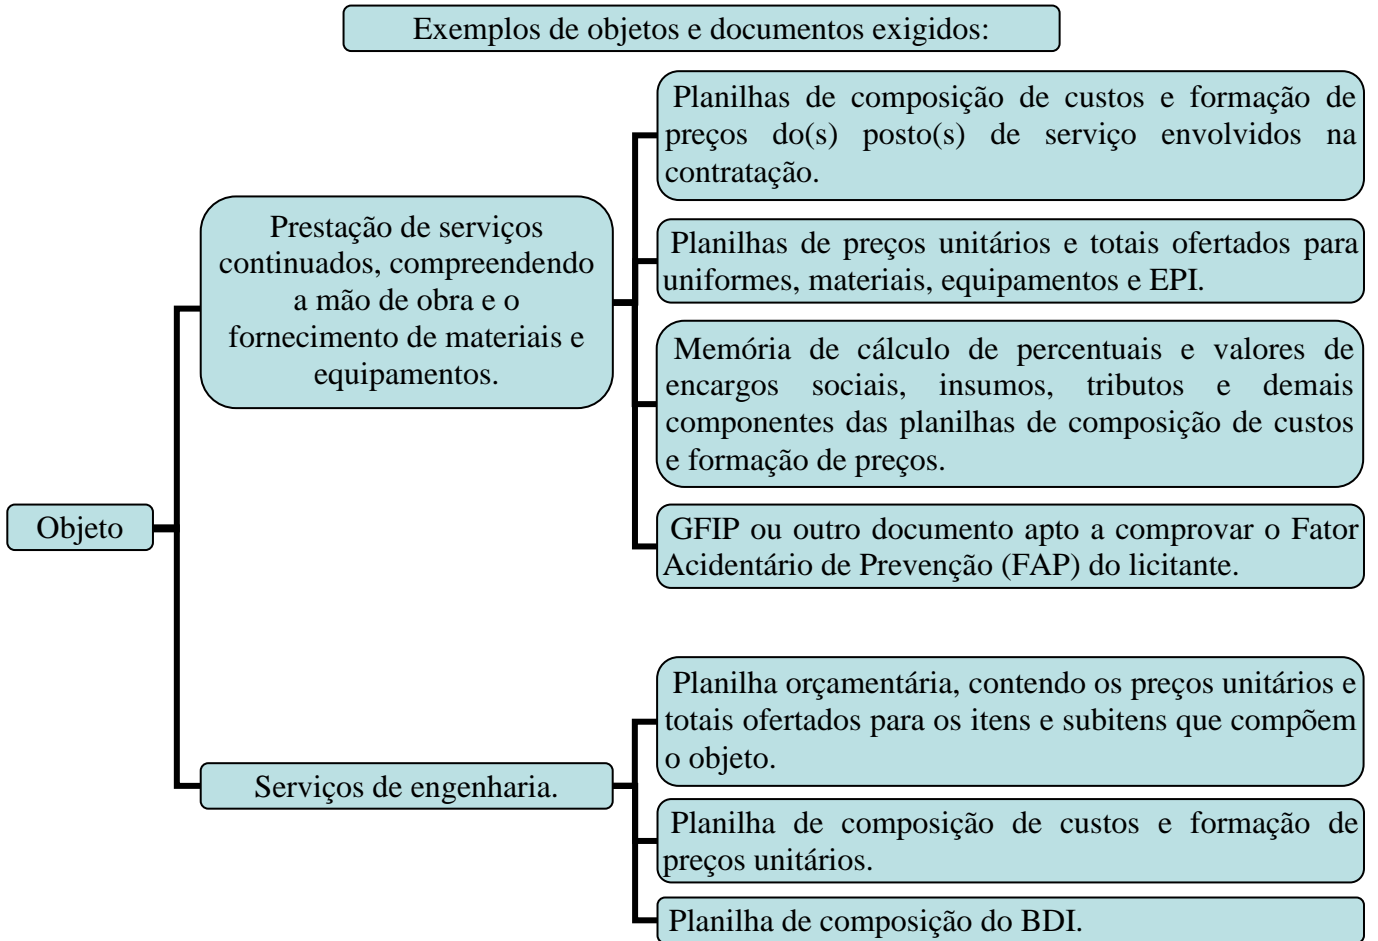 Exemplos de objetos e documentos exigidos:
Planilhas de composição de custos e formação de
preços do(s) posto(s) de serviço envolvidos na
contratação.
Prestação de serviços
continuados, compreendendo
a mão de obra e o
fornecimento de materiais e
equipamentos.
Planilhas de preços unitários e totais ofertados para
uniformes, materiais, equipamentos e EPI.
Memória de cálculo de percentuais e valores de
encargos sociais, insumos, tributos e demais
componentes das planilhas de composição de custos
e formação de preços.
Objeto
GFIP ou outro documento apto a comprovar o Fator
Acidentário de Prevenção (FAP) do licitante.
Planilha orçamentária, contendo os preços unitários e
totais ofertados para os itens e subitens que compõem
o objeto.
Serviços de engenharia.
Planilha de composição de custos e formação de
preços unitários.
Planilha de composição do BDI.